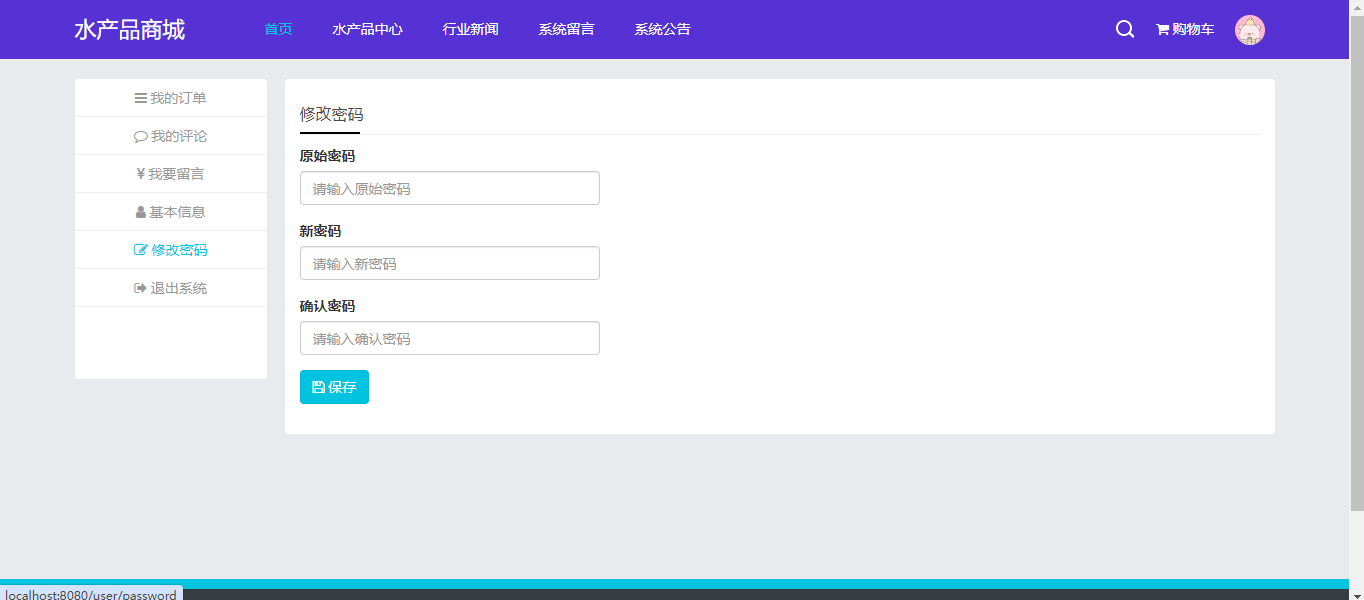 水产品商城 首页 水产品中心 行业新闻 系统留言 系统公告 购物车
我的订单
我的评论
¥ 我要留言
基本信息
修改密码
退出系统
修改密码
原始密码
请输入原始密码
新密码
请输入新密码
确认密码
请输入确认密码
保存
localhost:8080/user/password